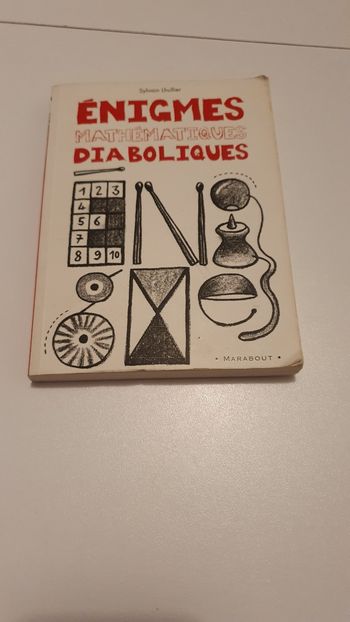 Sylvain Lhullier
ÉNIGMES
MATHÉMATIQUES
DIABOLIQUES
1 2 3
4
5 6
7
8 9 10
• MARABOUT •